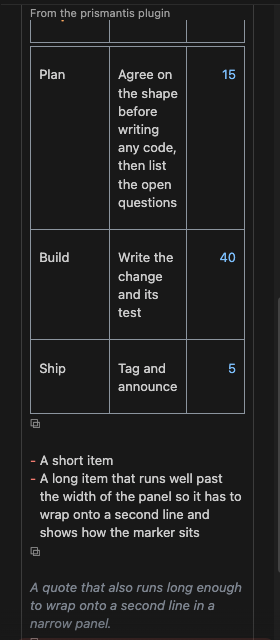 From the prismantis plugin
Plan
Agree on
the shape
before
writing
any code,
then list
the open
questions
15
Build
Write the
change
and its
test
40
Ship
Tag and
announce
5
- A short item
- A long item that runs well past
the width of the panel so it has to
wrap onto a second line and
shows how the marker sits
A quote that also runs long enough
to wrap onto a second line in a
narrow panel.